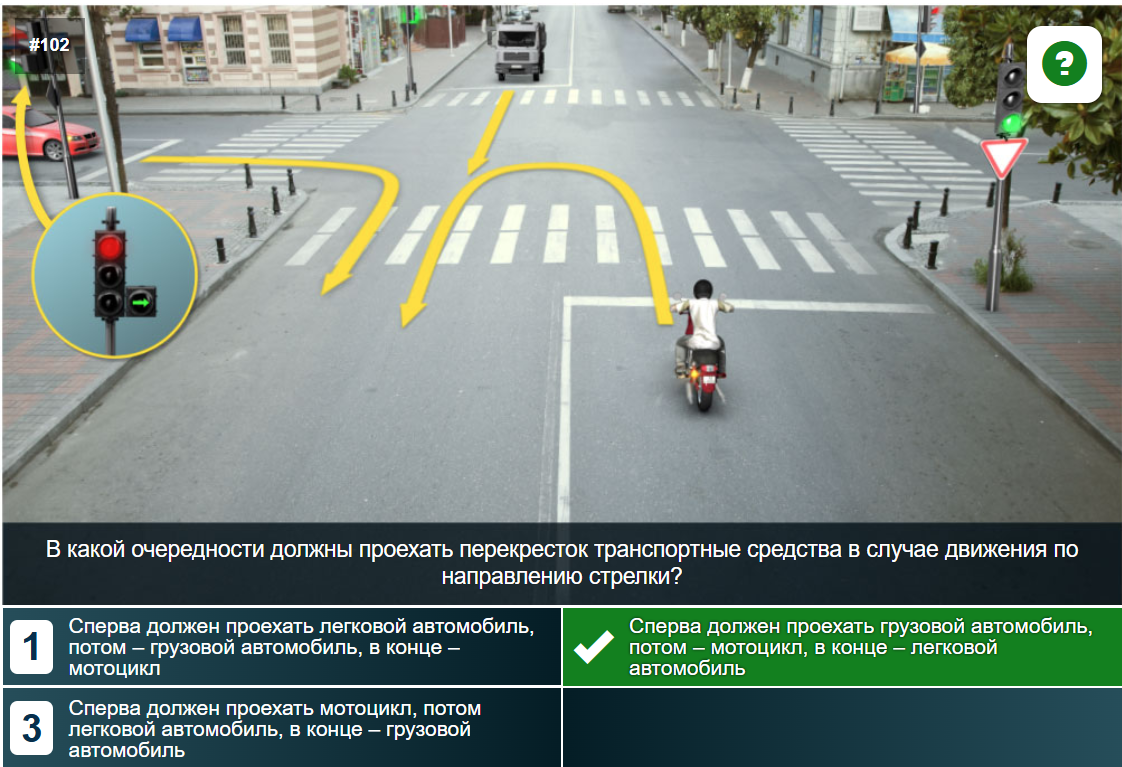 #102
?
В какой очередности должны проехать перекресток транспортные средства в случае движения по
направлению стрелки?
1
Сперва должен проехать легковой автомобиль,
потом – грузовой автомобиль, в конце –
мотоцикл
Сперва должен проехать грузовой автомобиль,
потом – мотоцикл, в конце – легковой
автомобиль
3
Сперва должен проехать мотоцикл, потом
легковой автомобиль, в конце – грузовой
автомобиль